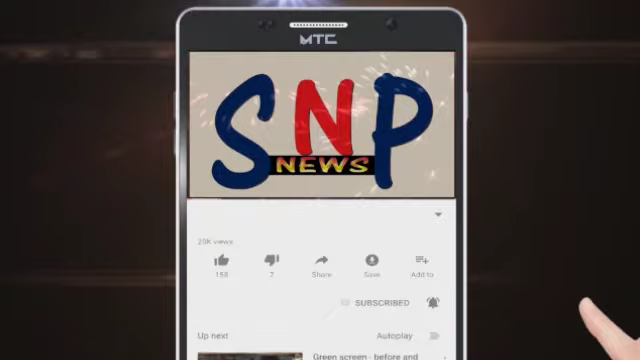 MTC
SNP
NEWS
20K views
158 7 Share Save Add to
SUBSCRIBED
Up next Autoplay
Green screen - before and